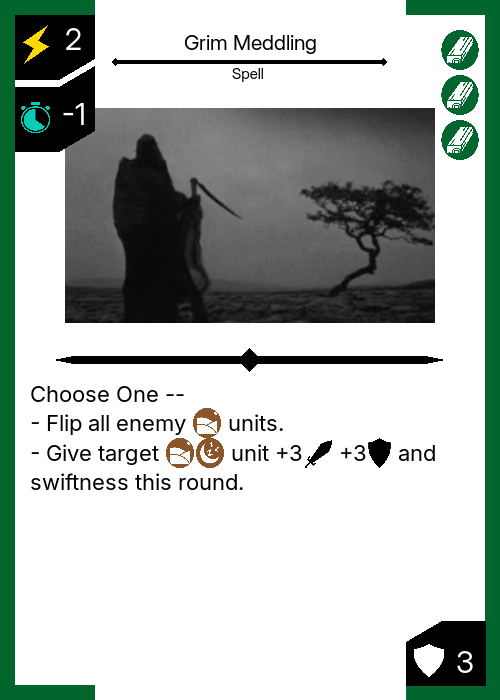 2
Grim Meddling
Spell
-1
Choose One --
- Flip all enemy units.
- Give target unit +3 +3 and
swiftness this round.
3